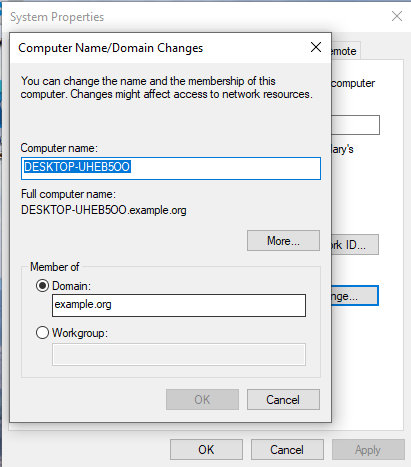 System Properties
Computer Name/Domain Changes
emote
You can change the name and the membership of this
computer. Changes might affect access to network resources.
computer
Computer name:
lary's
DESKTOP-UHEB5OO
Full computer name:
DESKTOP-UHEB5OO.example.org
More...
rk ID...
Member of
Domain:
nge...
example.org
Workgroup:
OK
Cancel
OK
Cancel
Apply